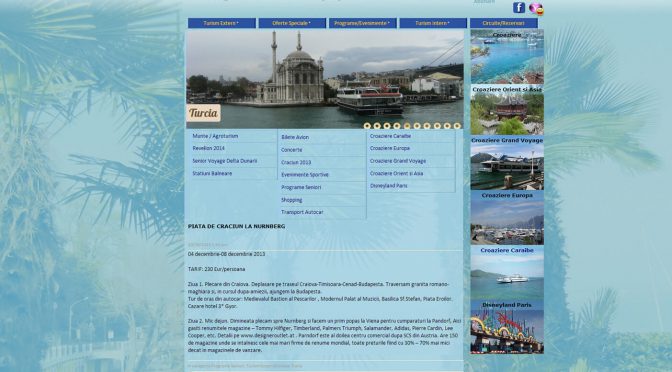 Turism Extern
Oferte Speciale
Programe/Evenimente
Turism Intern
Circuite/Rezervari
Turcia
Munte / Agroturism
Revelion 2014
Senior Voyage Delta Dunarii
Statiuni Balneare
Bilete Avion
Concerte
Craciun 2013
Evenimente Sportive
Programe Seniori
Shopping
Transport Autocar
Croaziere Caraibe
Croaziere Europa
Croaziere Grand Voyage
Croaziere Orient si Asia
Disneyland Paris
Croaziere
Croaziere Orient si Asia
Croaziere Grand Voyage
Croaziere Europa
Croaziere Caraibe
Disneyland Paris
PIATA DE CRACIUN LA NURNBERG
04 decembrie-08 decembrie 2013
TARIF: 230 Eur/persoana
Ziua 1. Plecare din Craiova. Deplasare pe traseul Craiova-Timisoara-Cenad-Budapesta. Traversam granita romano-
maghiara si, in cursul dupa-amiezii, ajungem la Budapesta.
Tur de oras din autocar: Medievalul Bastion al Pescarilor , Modernul Palat al Muzicii, Basilica Sf.Stefan, Piata Eroilor.
Cazare hotel 3* Gyor.
Ziua 2. Mic dejun. Dimineata plecam spre Nurnberg si facem un prim popas la Viena pentru cumparaturi la Pandorf, Aici
gasiti renumitele magazine – Tommy Hilfiger, Timberland, Palmers Triumph, Salamander, Adidas, Pierre Cardin, Lee
Cooper, etc. Detalii pe www.designeroutlet.at . Parndorf este al doilea centru comercial dupa SCS din Austria. Are 150
de magazine unde se intalnesc cele mai mari firme de renume mondial, toate preturile fiind cu 30% – 70% mai mici
decat in magazinele de vanzare.